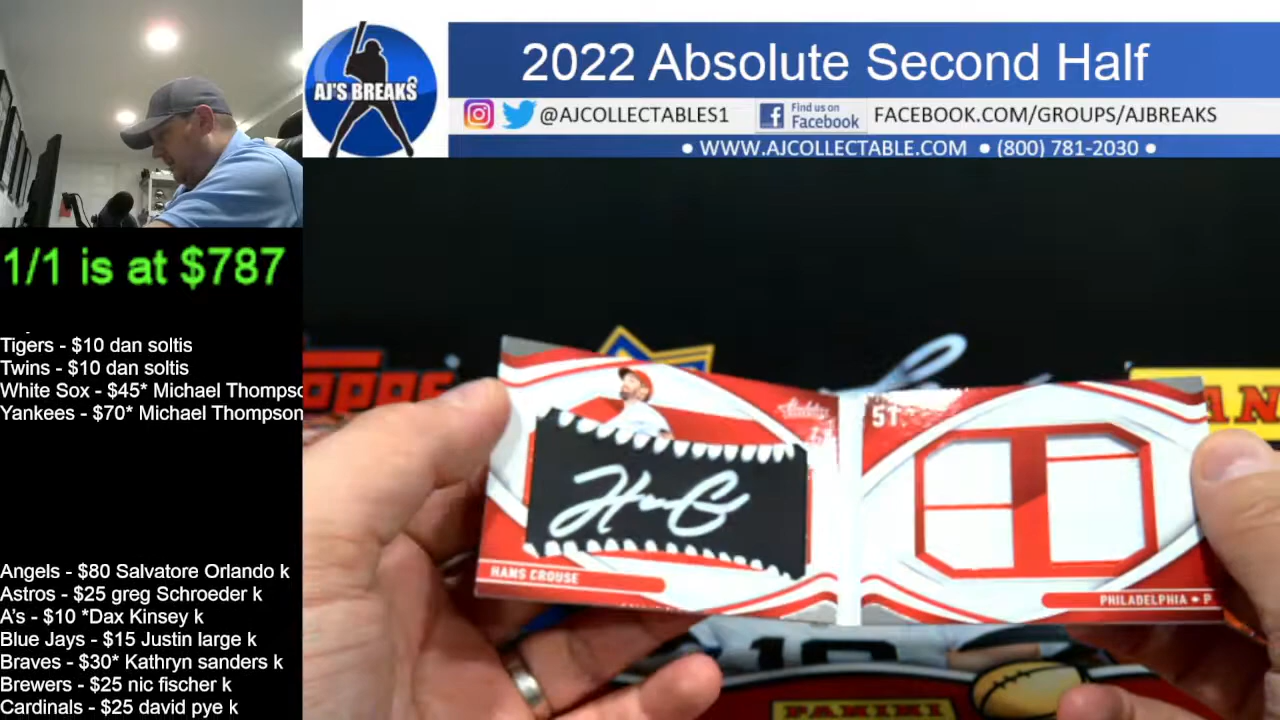 2022 Absolute Second Half
AJ'S BREAKS
@AJCOLLECTABLES1
Find us on
Facebook
FACEBOOK.COM/GROUPS/AJBREAKS
• WWW.AJCOLLECTABLE.COM • (800) 781-2030 •
1/1 is at $787
Tigers - $10 dan soltis
Twins - $10 dan soltis
White Sox - $45* Michael Thompso
Yankees - $70* Michael Thompson
Angels - $80 Salvatore Orlando k
Astros - $25 greg Schroeder k
A's - $10 *Dax Kinsey k
Blue Jays - $15 Justin large k
Braves - $30* Kathryn sanders k
Brewers - $25 nic fischer k
Cardinals - $25 david pye k
HANS CROUSE
PHILADELPHIA • P
PANINI